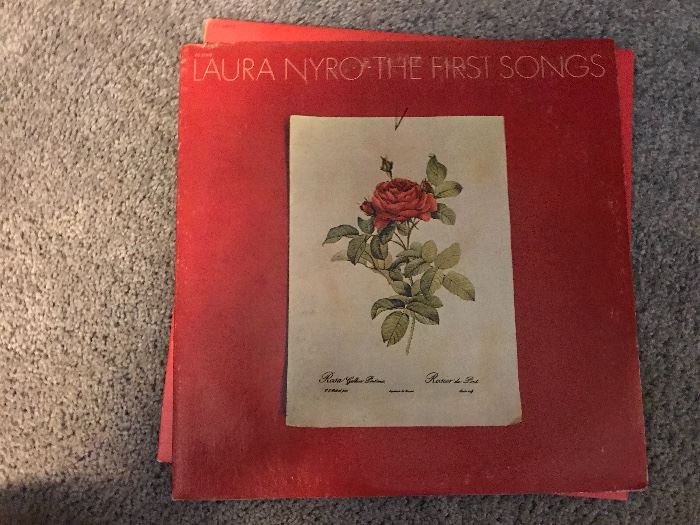 LAURA NYRO·THE FIRST SONGS
Rosa Gallica Pontiana
Rosier du Pont